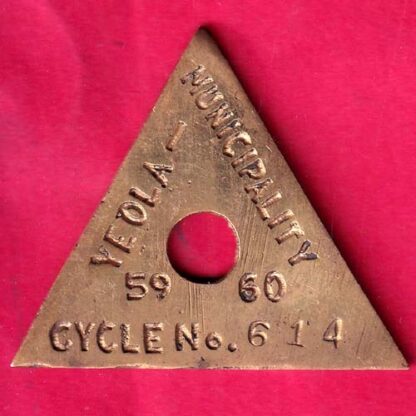 YEOLA-
MUNICIPALITY
59 60
CYCLE No. 614